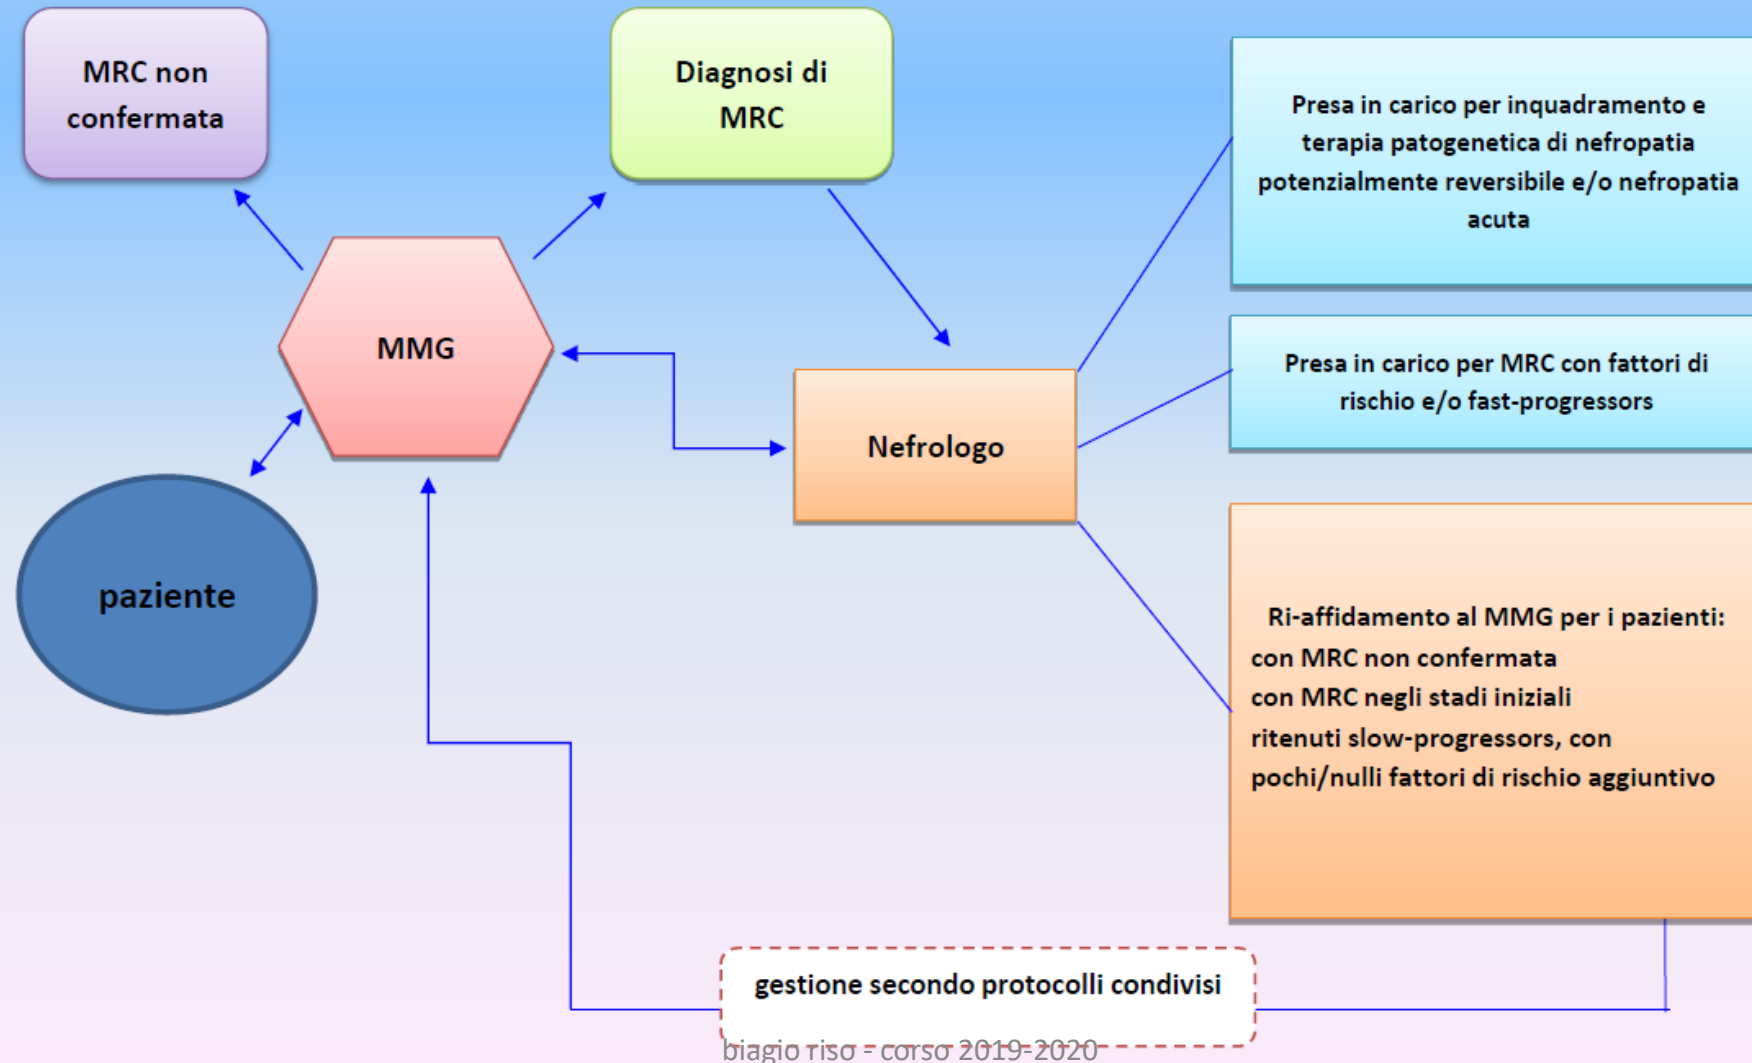 MRC non
confermata
Diagnosi di
MRC
Presa in carico per inquadramento e
terapia patogenetica di nefropatia
potenzialmente reversibile e/o nefropatia
acuta
MMG
Presa in carico per MRC con fattori di
rischio e/o fast-progressors
Nefrologo
paziente
Ri-affidamento al MMG per i pazienti:
con MRC non confermata
con MRC negli stadi iniziali
ritenuti slow-progressors, con
pochi/nulli fattori di rischio aggiuntivo
gestione secondo protocolli condivisi
biagio riso - corso 2019-2020